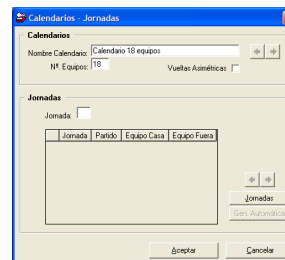 Calendarios - Jornadas
Calendarios
Nombre Calendario: Calendario 18 equipos
Nº. Equipos: 18
Vueltas Asimétricas
Jornadas
Jornada:
Jornada Partido Equipo Casa Equipo Fuera
Jornadas
Gen. Automática
Aceptar Cancelar